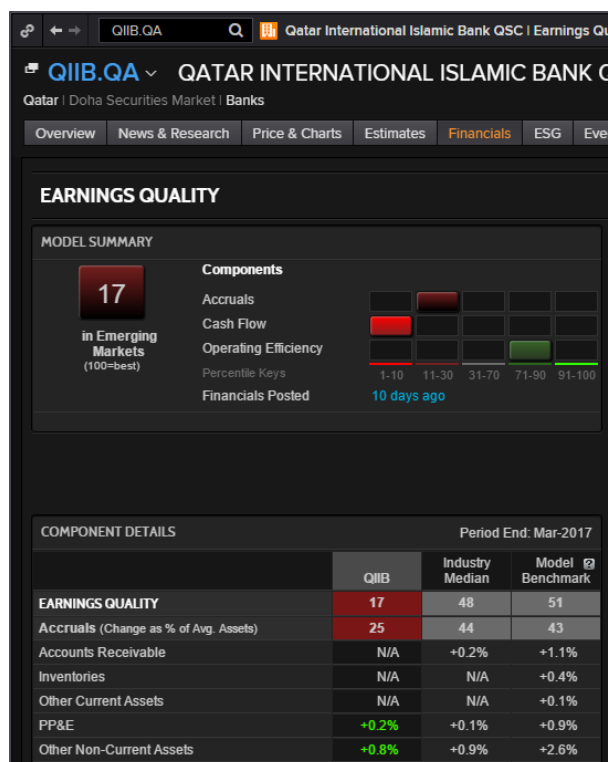 QIIB.QA Qatar International Islamic Bank QSC | Earnings Qu
QIIB.QA QATAR INTERNATIONAL ISLAMIC BANK
Qatar | Doha Securities Market | Banks
Overview News & Research Price & Charts Estimates Financials ESG Eve
EARNINGS QUALITY
MODEL SUMMARY
17
in Emerging
Markets
(100=best)
Components
Accruals
Cash Flow
Operating Efficiency
Percentile Keys 1-10 11-30 31-70 71-90 91-100
Financials Posted 10 days ago
COMPONENT DETAILS Period End: Mar-2017
QIIB Industry Median Model Benchmark ?
EARNINGS QUALITY 17 48 51
Accruals (Change as % of Avg. Assets) 25 44 43
Accounts Receivable N/A +0.2% +1.1%
Inventories N/A N/A +0.4%
Other Current Assets N/A N/A +0.1%
PP&E +0.2% +0.1% +0.9%
Other Non-Current Assets +0.8% +0.9% +2.6%